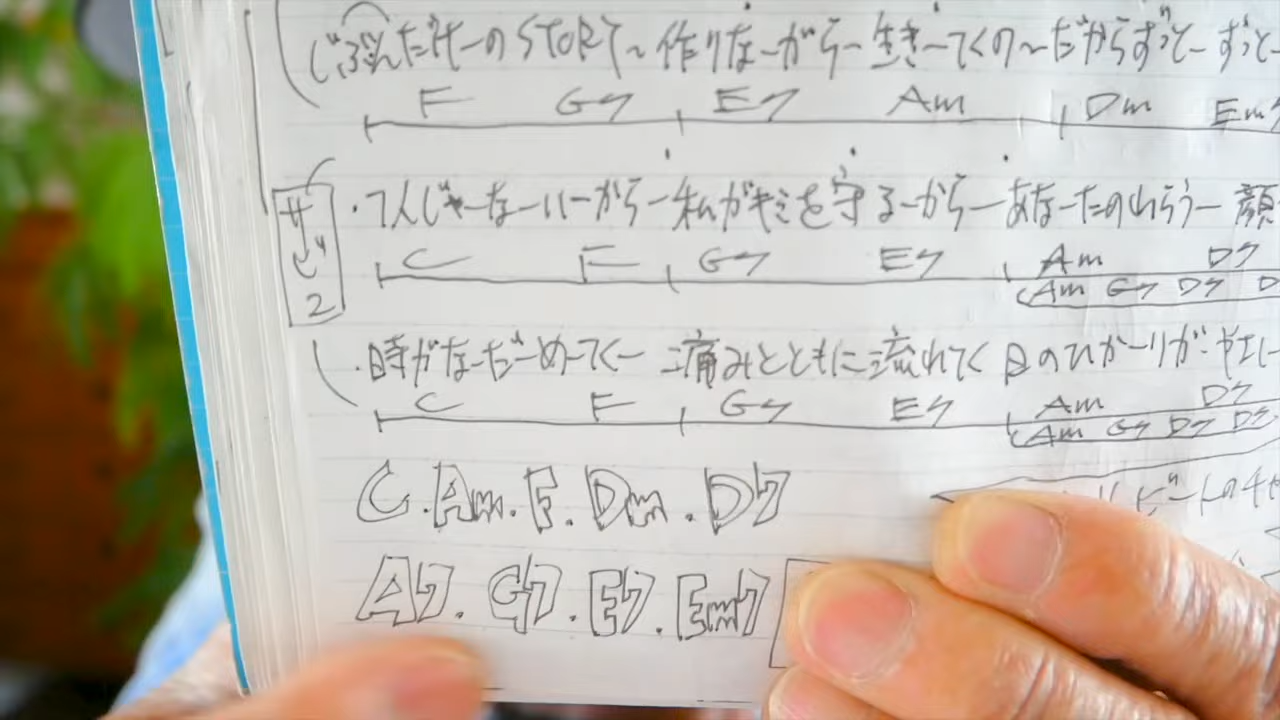 じぶんだけーのSTORY〜作りなーがら〜生きーてくの〜だからずっとーずっとー
F G7 E7 Am Dm Em7
サビ2
・てんじゃーなーいーからー私がキミを守るーからーあなーたのわらうー顔
C F G7 E7 Am D7
Am G7 D7 D
・時がなーだーめーてくー痛みとともに流れてく日のひかーりがーやさー
C F G7 E7 Am D7
Am G7 D7 D7
C.Am.F.Dm.D7
A7.G7.E7.Em7